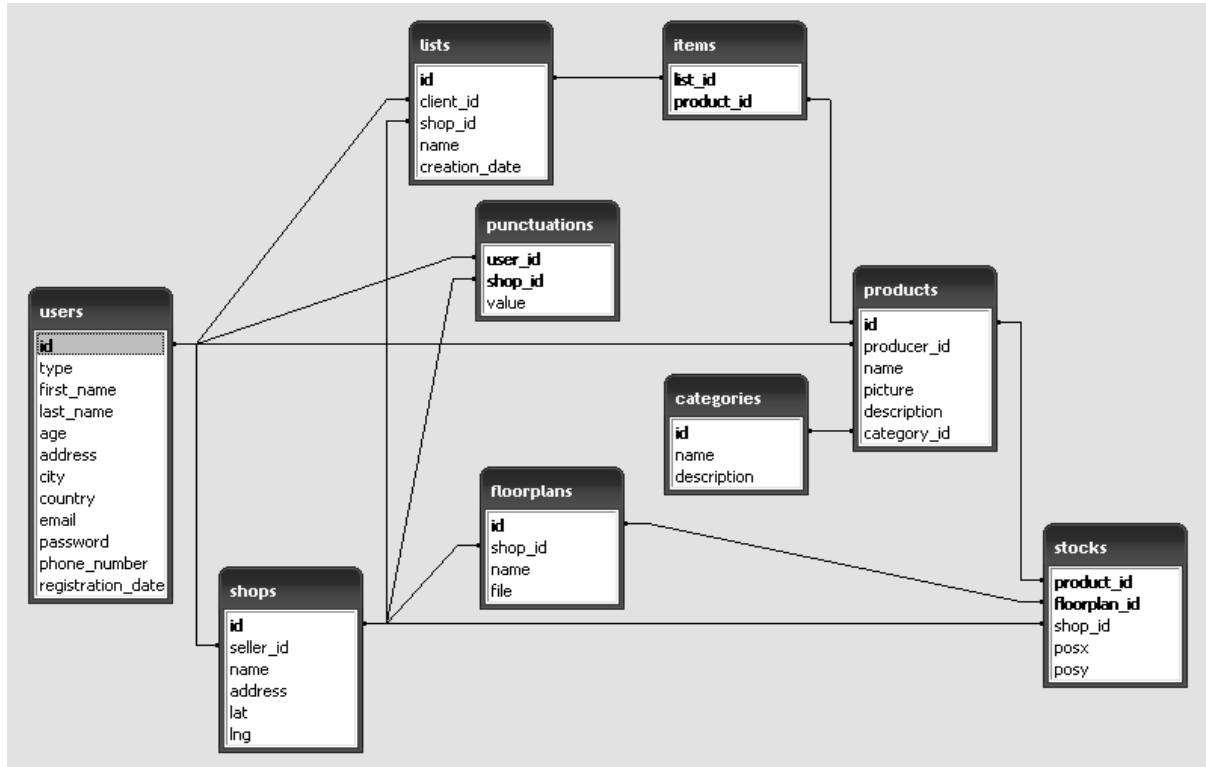 lists
id
client_id
shop_id
name
creation_date
items
list_id
product_id
punctuations
user_id
shop_id
value
users
id
type
first_name
last_name
age
address
city
country
email
password
phone_number
registration_date
products
id
producer_id
name
picture
description
category_id
categories
id
name
description
floorplans
id
shop_id
name
file
stocks
product_id
floorplan_id
shop_id
posx
posy
shops
id
seller_id
name
address
lat
lng